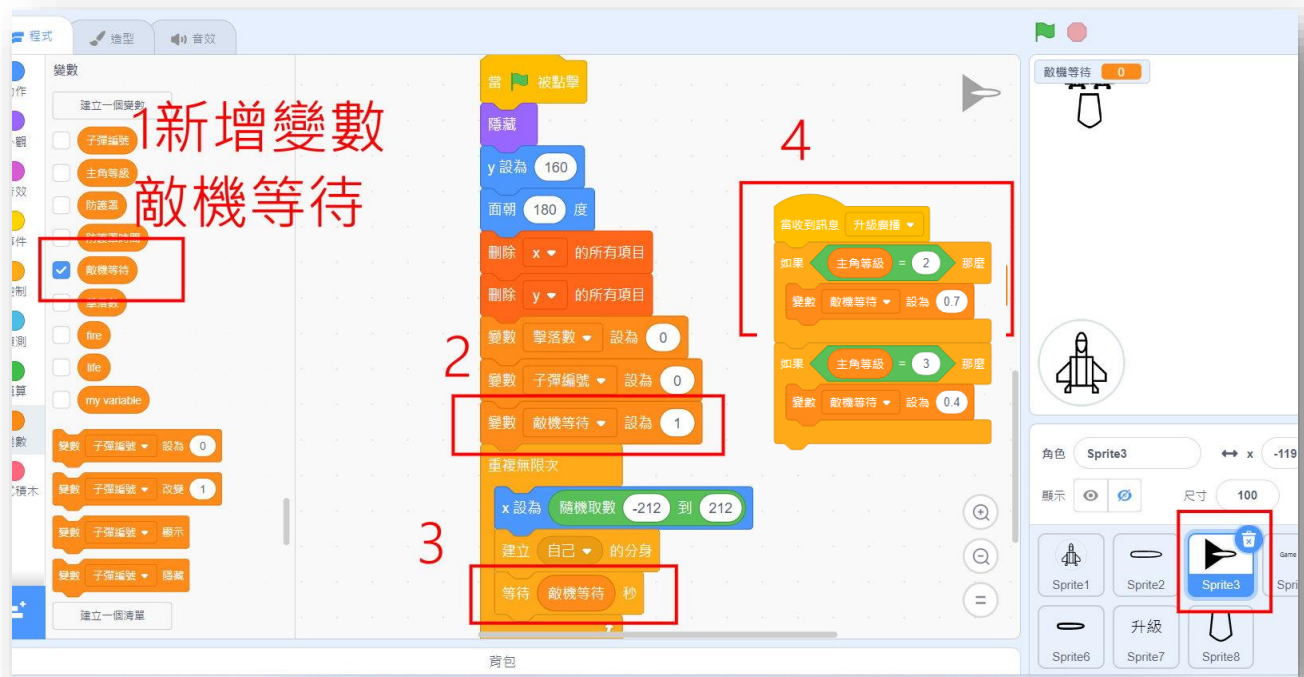 程式
造型
音效
變數
建立一個變數
子彈編號
主角等級
防護罩
敵機等待
fire
life
my variable
變數 子彈編號 設為 0
變數 子彈編號 改變 1
變數 子彈編號 顯示
變數 子彈編號 隱藏
建立一個清單
1新增變數
敵機等待
2
3
4
當 被點擊
隱藏
y 設為 160
面朝 180 度
刪除 x 的所有項目
刪除 y 的所有項目
變數 擊落數 設為 0
變數 子彈編號 設為 0
變數 敵機等待 設為 1
重複無限次
x 設為 隨機取數 -212 到 212
建立 自己 的分身
等待 敵機等待 秒
當收到訊息 升級廣播
如果 主角等級 = 2 那麼
變數 敵機等待 設為 0.7
如果 主角等級 = 3 那麼
變數 敵機等待 設為 0.4
背包
敵機等待 0
角色 Sprite3 x -119
顯示 尺寸 100
Sprite1
Sprite2
Sprite3
Game
Spri
Sprite6
升級
Sprite7
Sprite8